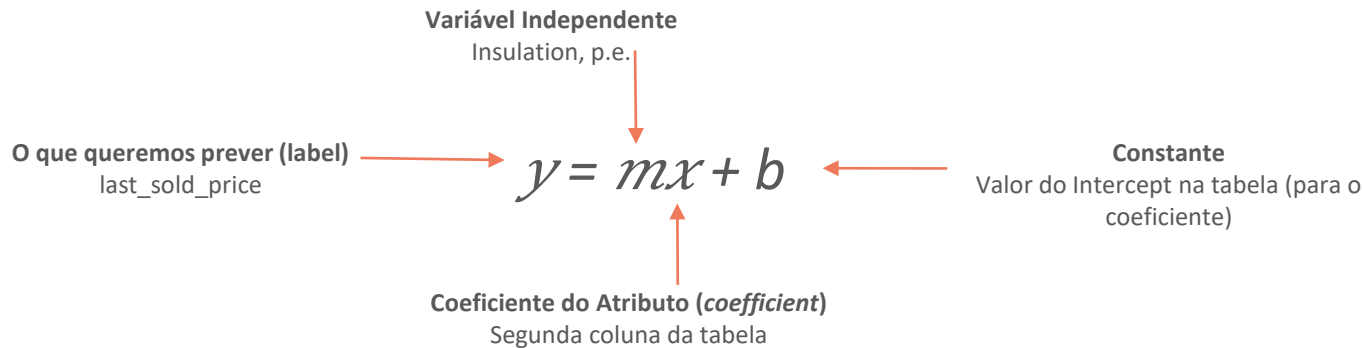 Variável Independente
Insulation, p.e.
O que queremos prever (label)
last_sold_price
y = mx + b
Constante
Valor do Intercept na tabela (para o
coeficiente)
Coeficiente do Atributo (coefficient)
Segunda coluna da tabela